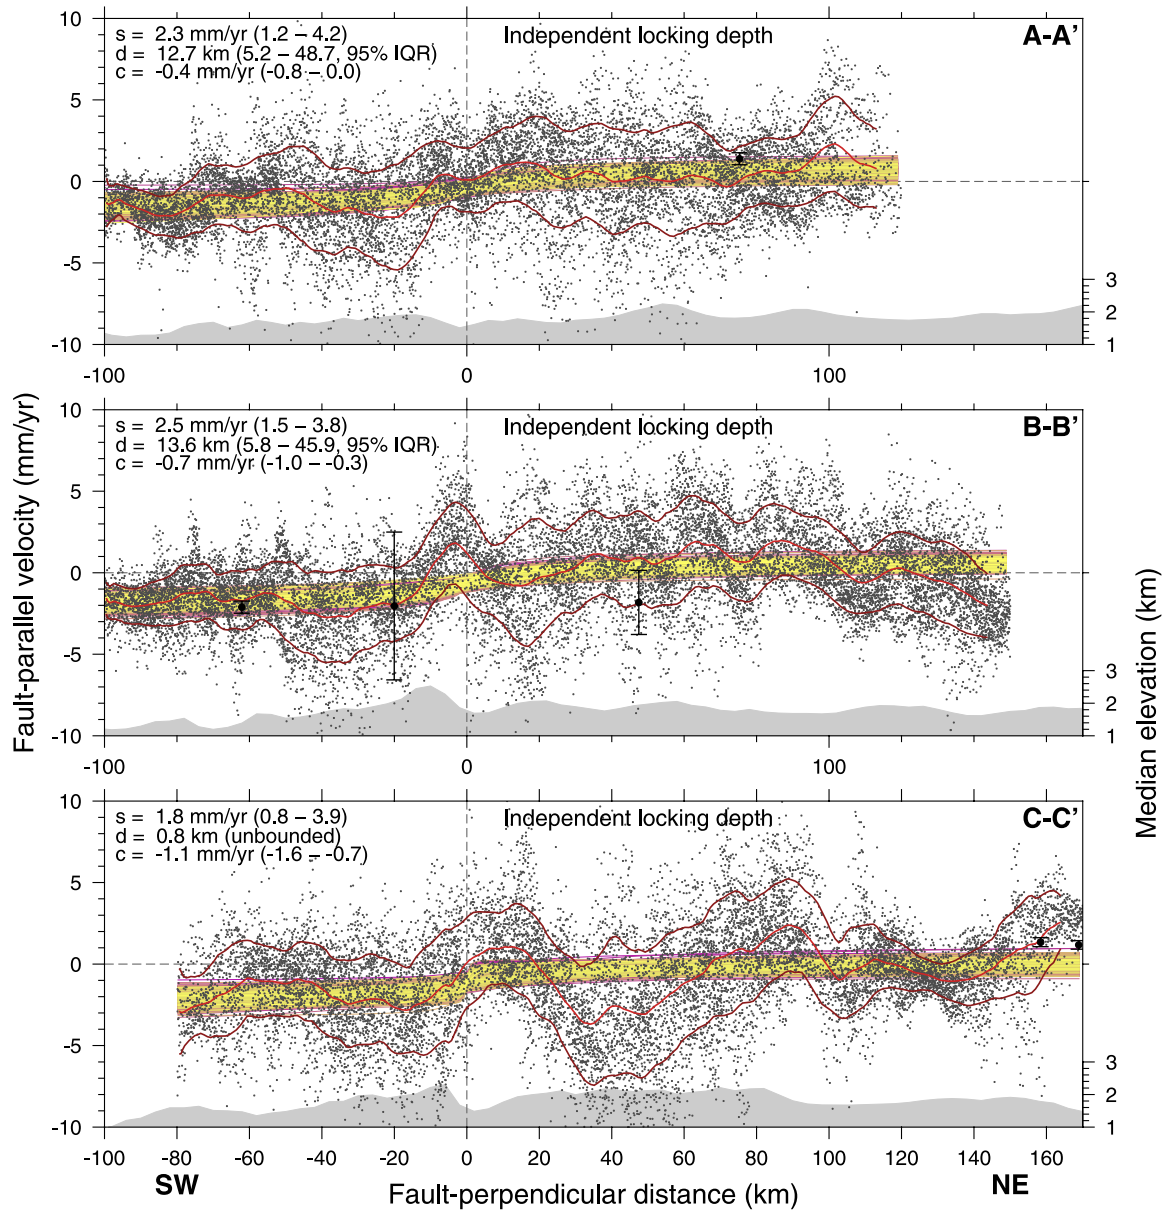 10
5
0
-5
-10
s = 2.3 mm/yr (1.2 – 4.2)
d = 12.7 km (5.2 – 48.7, 95% IQR)
c = -0.4 mm/yr (-0.8 – 0.0)
Independent locking depth
A-A’
3
2
1
-100
0
100
10
5
0
-5
-10
s = 2.5 mm/yr (1.5 – 3.8)
d = 13.6 km (5.8 – 45.9, 95% IQR)
c = -0.7 mm/yr (-1.0 – -0.3)
Independent locking depth
B-B’
3
2
1
-100
0
100
Fault-parallel velocity (mm/yr)
Median elevation (km)
10
5
0
-5
-10
s = 1.8 mm/yr (0.8 – 3.9)
d = 0.8 km (unbounded)
c = -1.1 mm/yr (-1.6 – -0.7)
Independent locking depth
C-C’
3
2
1
-100 -80 -60 -40 -20 0 20 40 60 80 100 120 140 160
SW
Fault-perpendicular distance (km)
NE